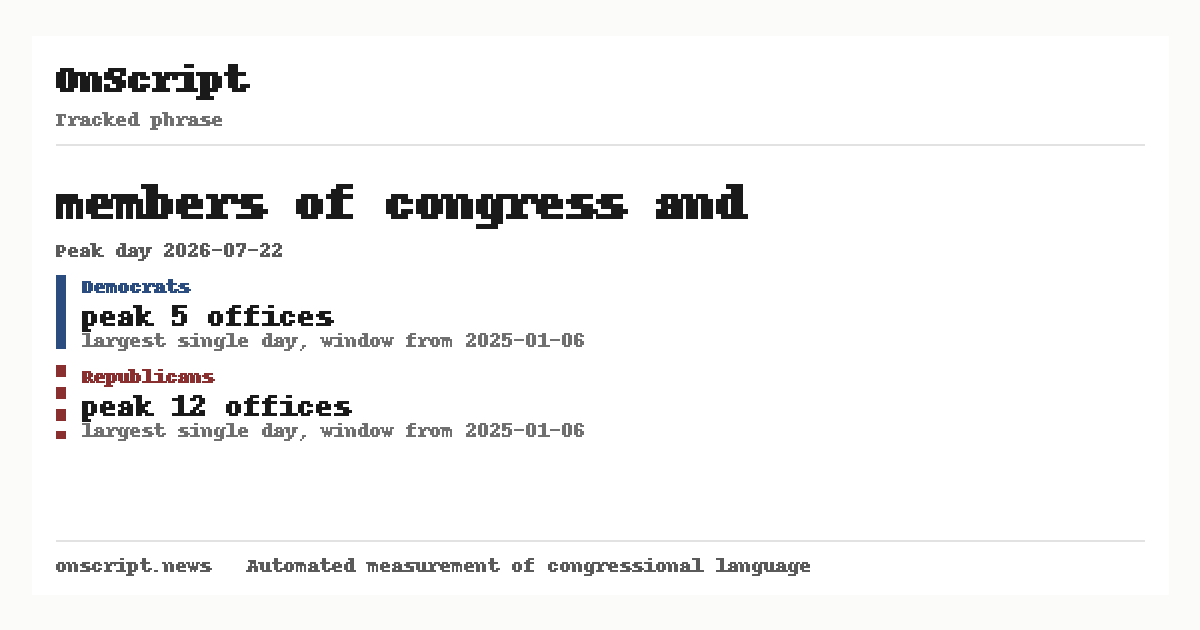 OnScript
Tracked phrase
members of congress and
Peak day 2026-07-22
Democrats
peak 5 offices
largest single day, window from 2025-01-06
Republicans
peak 12 offices
largest single day, window from 2025-01-06
onscript.news Automated measurement of congressional language